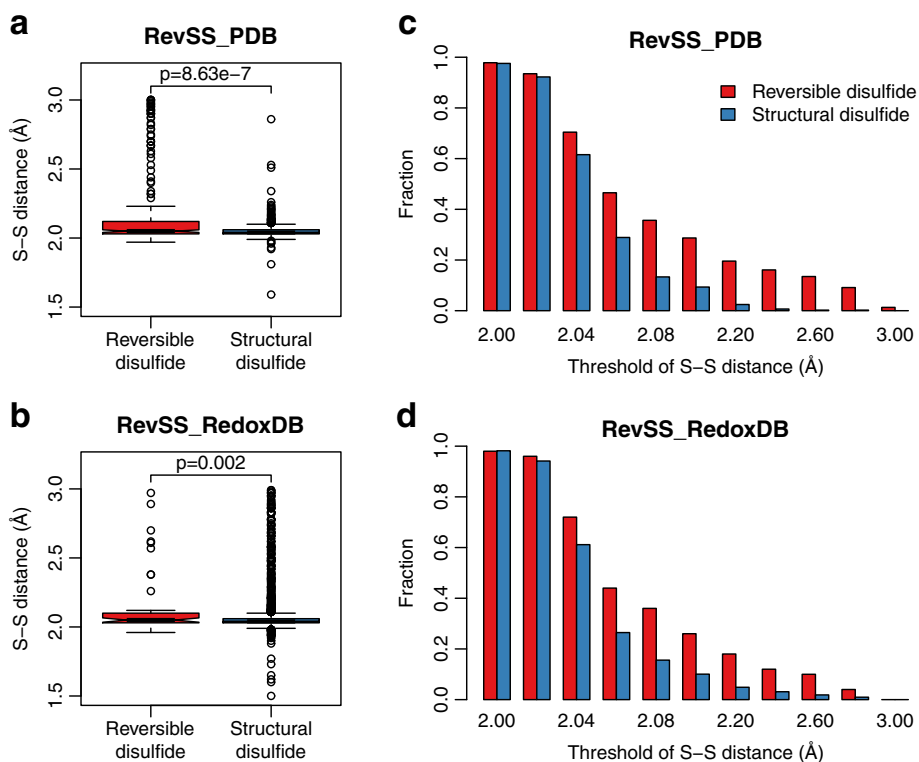 a
RevSS_PDB
p=8.63e−7
S−S distance (Å)
3.0
2.5
2.0
1.5
Reversible
disulfide
Structural
disulfide
c
RevSS_PDB
Reversible disulfide
Structural disulfide
Fraction
1.0
0.8
0.6
0.4
0.2
0.0
2.00 2.04 2.08 2.20 2.60 3.00
Threshold of S−S distance (Å)
b
RevSS_RedoxDB
p=0.002
S−S distance (Å)
3.0
2.5
2.0
1.5
Reversible
disulfide
Structural
disulfide
d
RevSS_RedoxDB
Fraction
1.0
0.8
0.6
0.4
0.2
0.0
2.00 2.04 2.08 2.20 2.60 3.00
Threshold of S−S distance (Å)